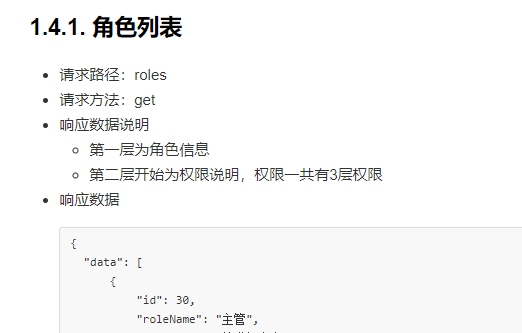 1.4.1. 角色列表
请求路径：roles
请求方法：get
响应数据说明
第一层为角色信息
第二层开始为权限说明，权限一共有3层权限
响应数据
{
"data": [
{
"id": 30,
"roleName": "主管",